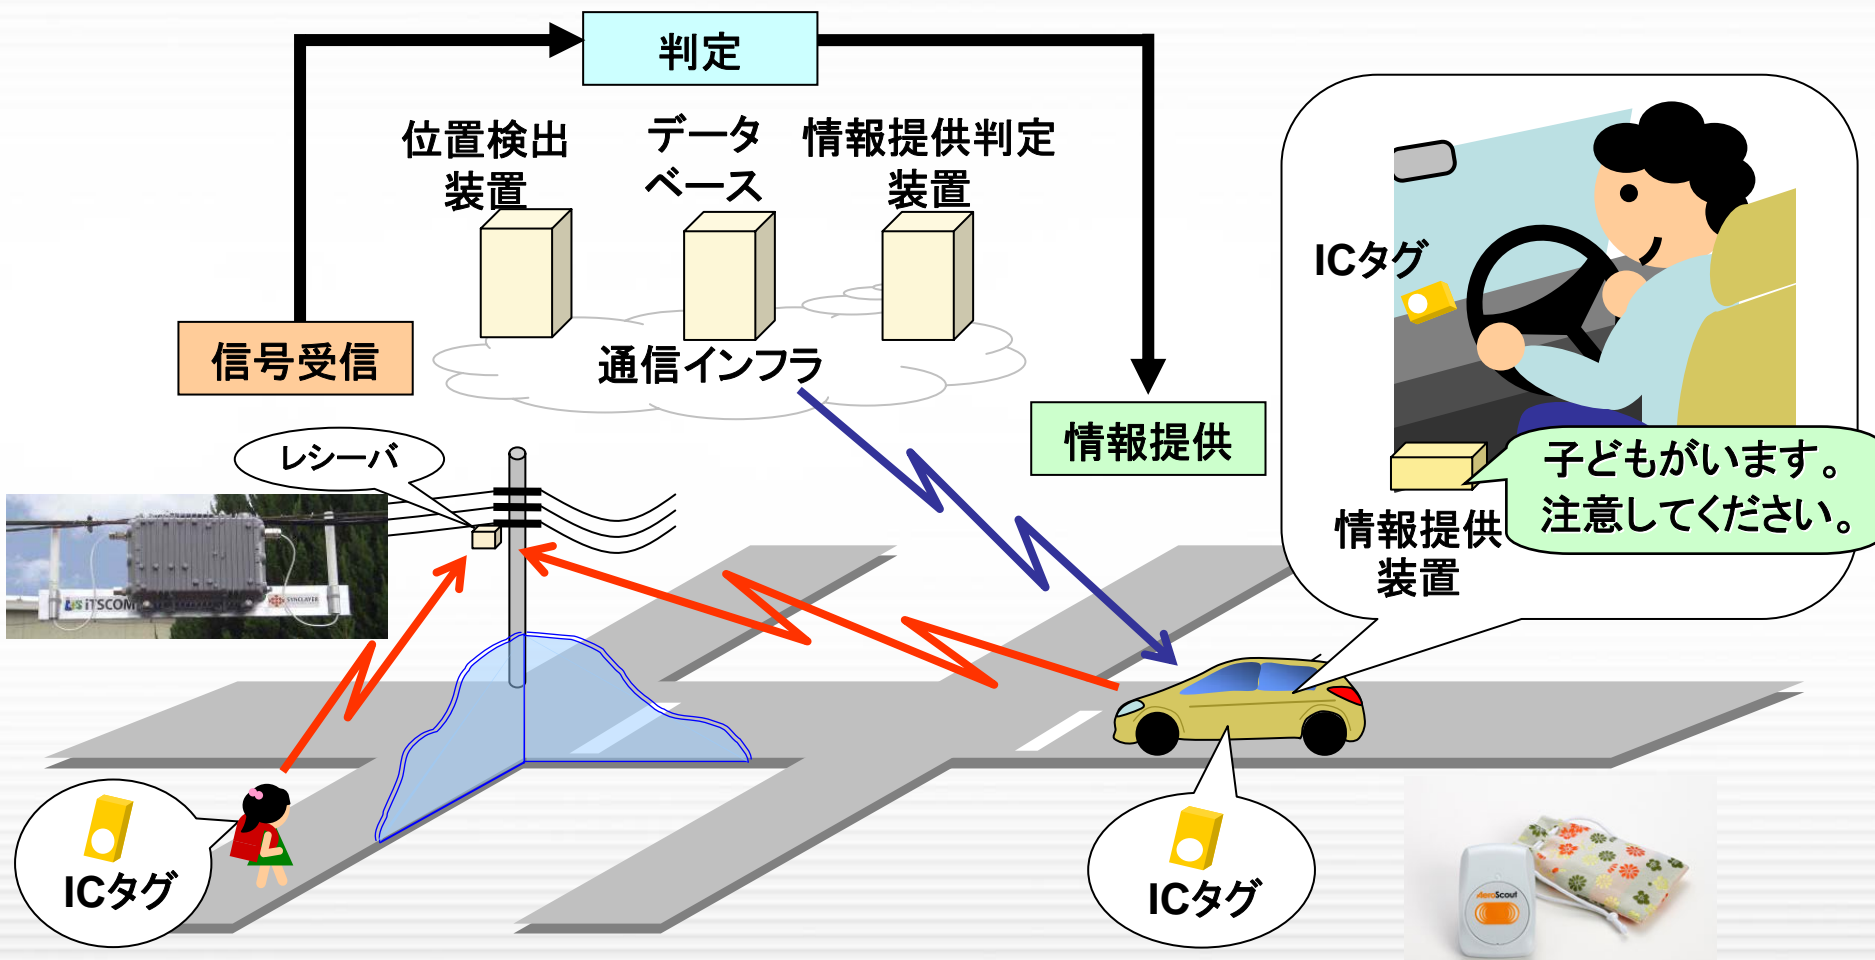 判定
位置検出
装置
データ
ベース
情報提供判定
装置
ICタグ
信号受信
通信インフラ
情報提供
レシーバ
子どもがいます。
注意してください。
情報提供
装置
iTSCOM
SYNCLAYER
ICタグ
ICタグ
AeroScout